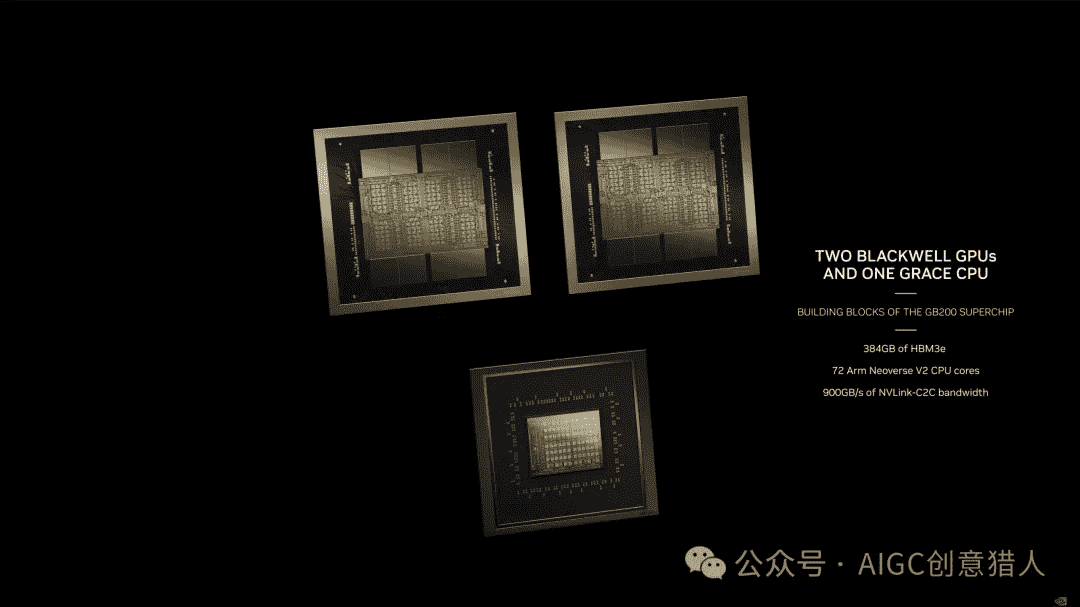 TWO BLACKWELL GPUs
AND ONE GRACE CPU
BUILDING BLOCKS OF THE GB200 SUPERCHIP
384GB of HBM3e
72 Arm Neoverse V2 CPU cores
900GB/s of NVLink-C2C bandwidth
公众号 · AIGC创意猎人